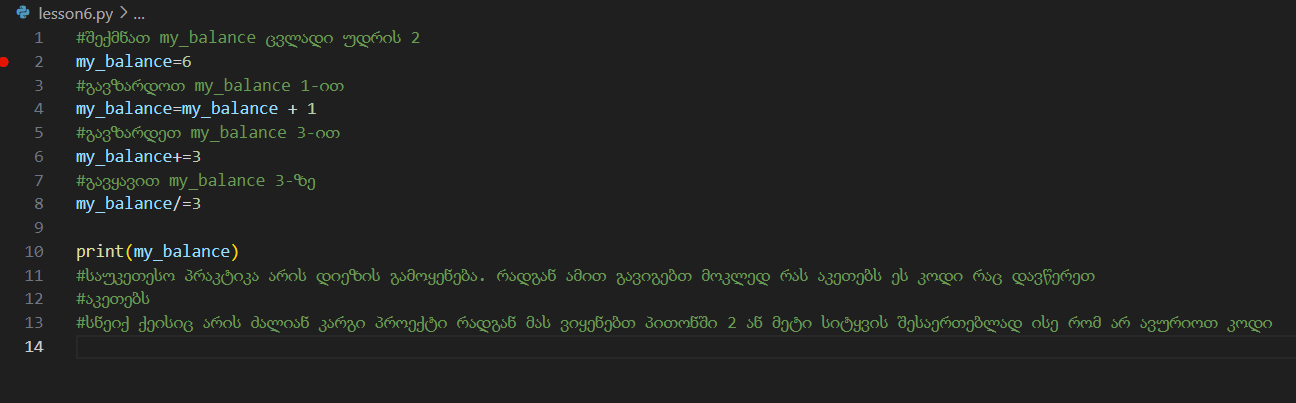 lesson6.py > ...
1 #შექმნათ my_balance ცვლადი უდრის 2
2 my_balance=6
3 #გავზარდოთ my_balance 1-ით
4 my_balance=my_balance + 1
5 #გავზარდეთ my_balance 3-ით
6 my_balance+=3
7 #გავყავით my_balance 3-ზე
8 my_balance/=3
9
10 print(my_balance)
11 #საუკეთესო პრაკტიკა არის დიეზის გამოყენება. რადგან ამით გავიგებთ მოკლედ რას აკეთებს ეს კოდი რაც დავწერეთ
12 #აკეთებს
13 #სნეიქ ქეისიც არის ძალიან კარგი პროექტი რადგან მას ვიყენებთ პითონში 2 ან მეტი სიტყვის შესაერთებლად ისე რომ არ ავურიოთ კოდი
14